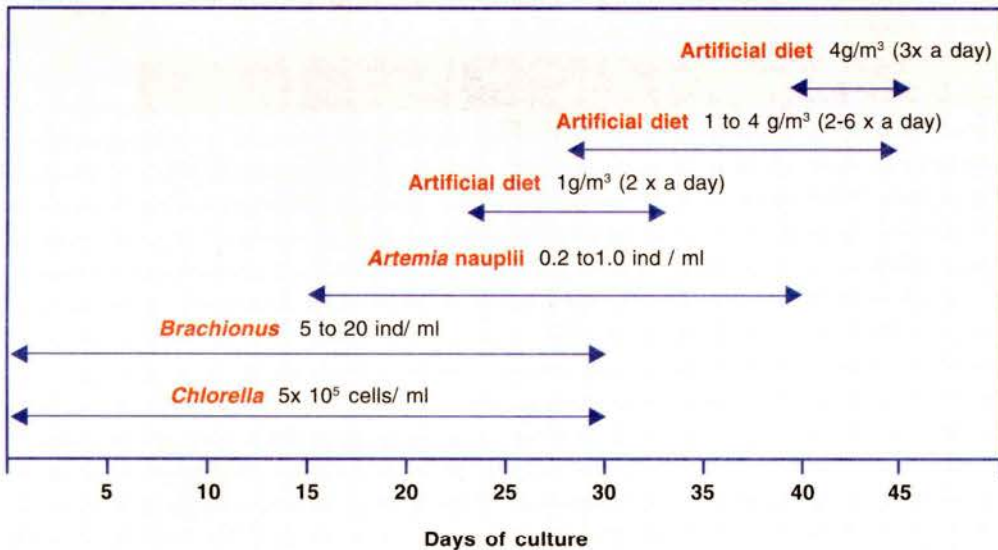 Artificial diet 4g/m³ (3x a day)
Artificial diet 1 to 4 g/m³ (2-6 x a day)
Artificial diet 1g/m³ (2 x a day)
Artemia nauplii 0.2 to1.0 ind / ml
Brachionus 5 to 20 ind/ ml
Chlorella 5x 10⁵ cells/ ml
5 10 15 20 25 30 35 40 45
Days of culture